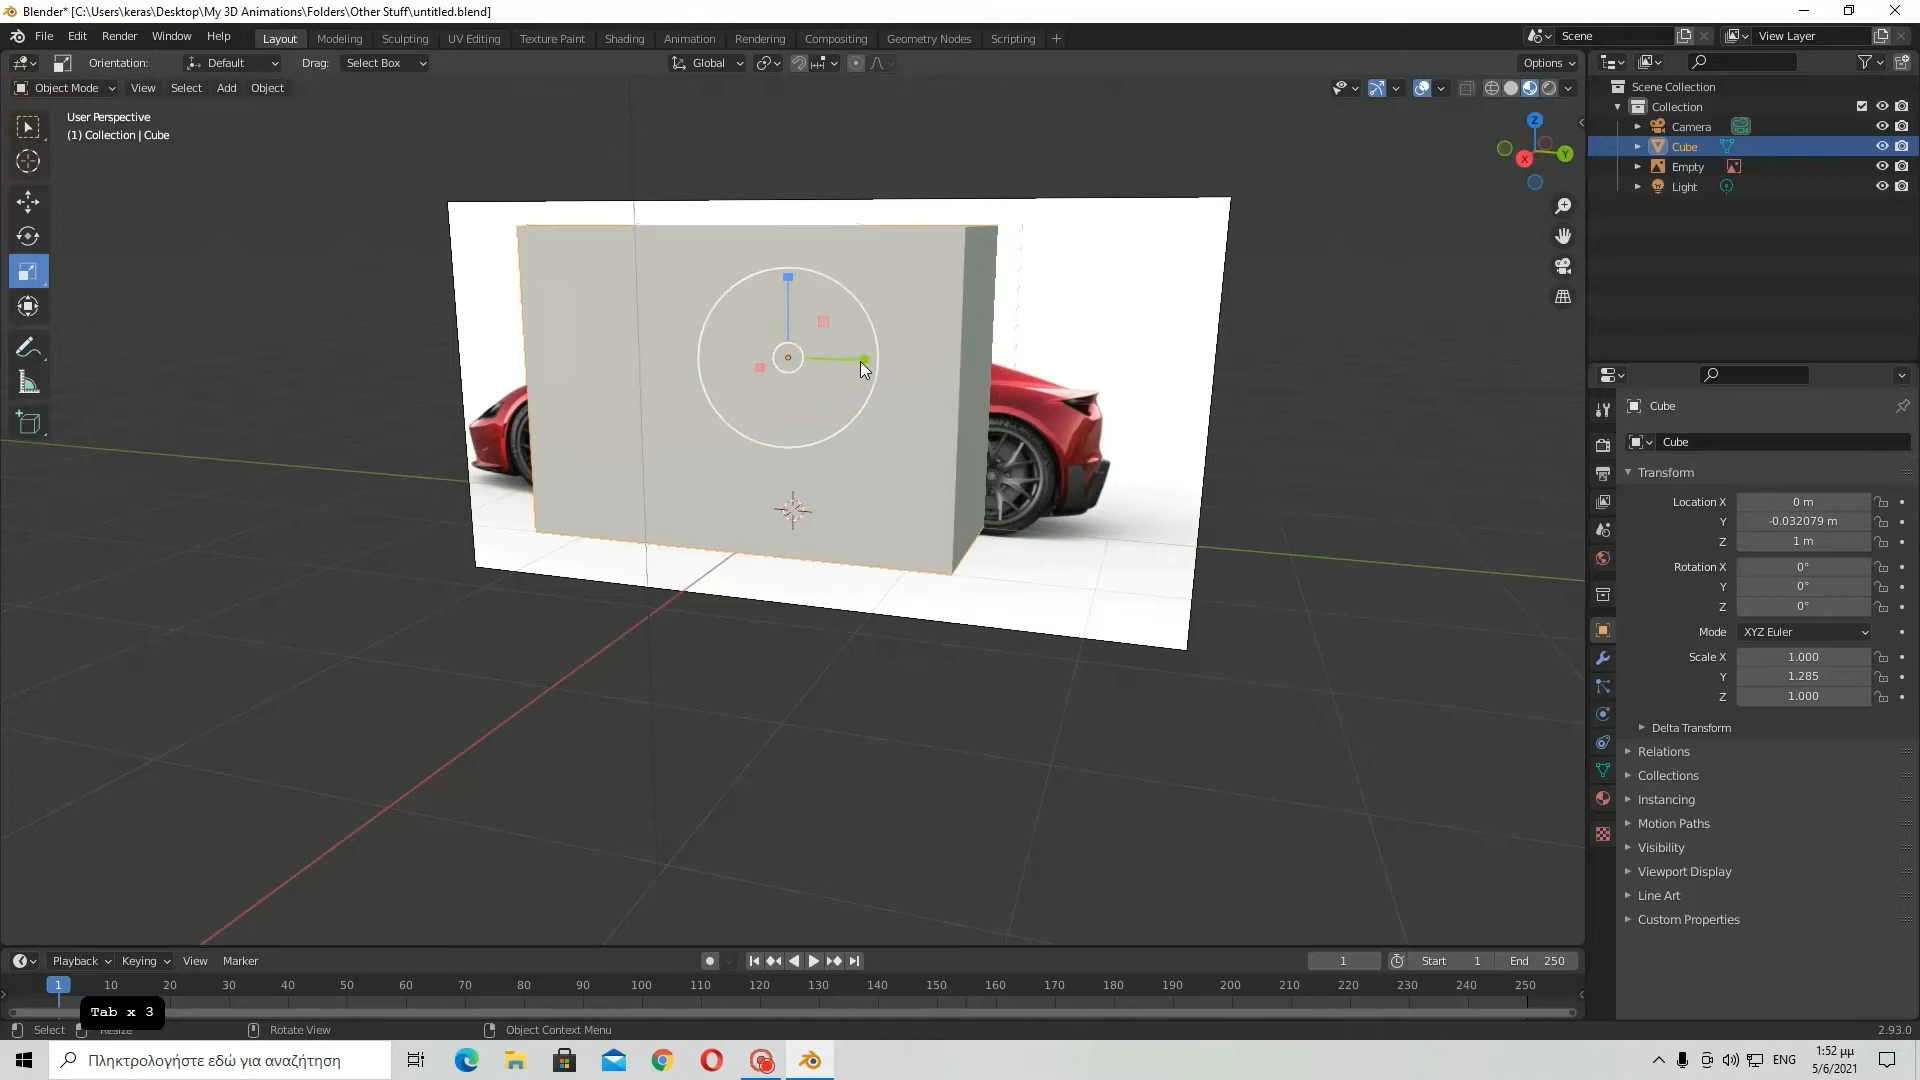 Blender* [C:\Users\keras\Desktop\My 3D Animations\Folders\Other Stuff\untitled.blend]
File Edit Render Window Help Layout Modeling Sculpting UV Editing Texture Paint Shading Animation Rendering Compositing Geometry Nodes Scripting + Scene View Layer
Orientation: Default Drag: Select Box Global Options
Object Mode View Select Add Object
User Perspective
(1) Collection | Cube
Z
Y
X
Scene Collection
Collection
Camera
Cube
Empty
Light
Cube
Cube
Transform
Location X 0 m
Y -0.032079 m
Z 1 m
Rotation X 0°
Y 0°
Z 0°
Mode XYZ Euler
Scale X 1.000
Y 1.285
Z 1.000
Delta Transform
Relations
Collections
Instancing
Motion Paths
Visibility
Viewport Display
Line Art
Custom Properties
Playback Keying View Marker 1 Start 1 End 250
1 10 20 30 40 50 60 70 80 90 100 110 120 130 140 150 160 170 180 190 200 210 220 230 240 250
Tab x 3
Select Resize Rotate View Object Context Menu 2.93.0
Πληκτρολογήστε εδώ για αναζήτηση ENG 1:52 μμ
5/6/2021